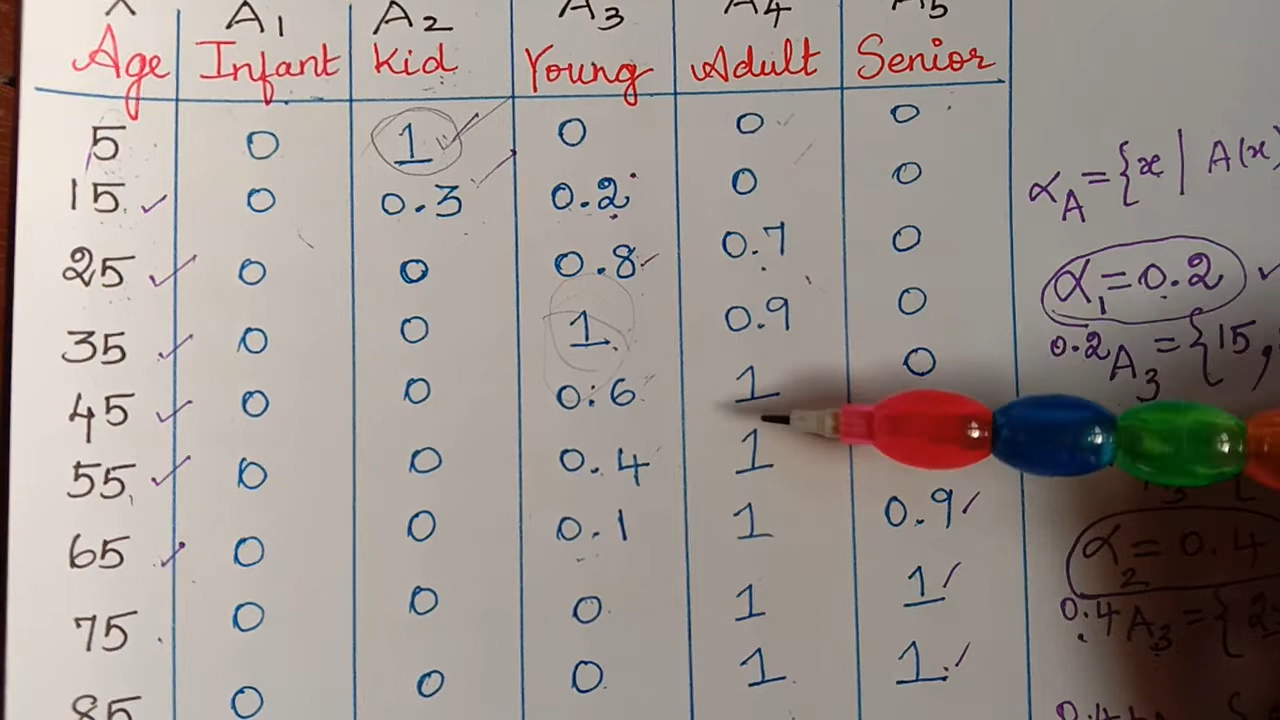 A1 A2 A3 A4 A5
Age Infant Kid Young Adult Senior
5 0 1 0 0 0
15 0 0.3 0.2 0 0
25 0 0 0.8 0.7 0
35 0 0 1 0.9 0
45 0 0 0.6 1 0
55 0 0 0.4 1
65 0 0 0.1 1 0.9
75 0 0 0 1 1
85 0 0 0 1 1
αA = {x | A(x)
α1 = 0.2
0.2A3 = {15,
α2 = 0.4
0.4A3 = {2